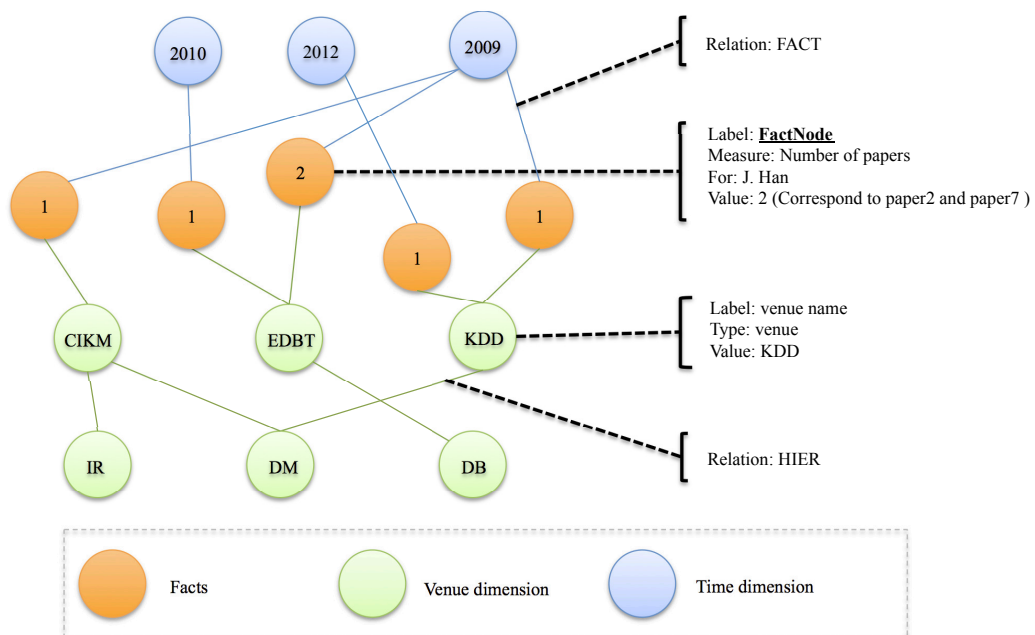 2010
2012
2009
Relation: FACT
Label: FactNode
Measure: Number of papers
For: J. Han
Value: 2 (Correspond to paper2 and paper7 )
2
1
1
1
1
CIKM
EDBT
KDD
Label: venue name
Type: venue
Value: KDD
IR
DM
DB
Relation: HIER
Facts
Venue dimension
Time dimension